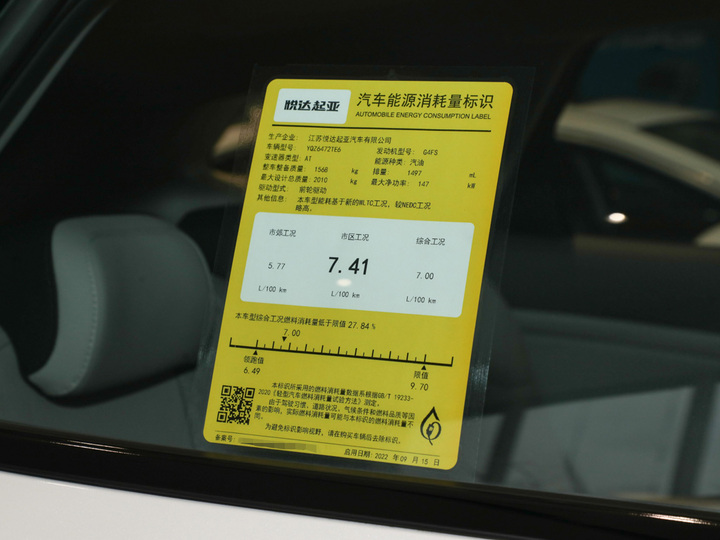 悦达起亚
汽车能源消耗量标识
AUTOMOBILE ENERGY CONSUMPTION LABEL
生产企业: 江苏悦达起亚汽车有限公司
车辆型号: YQZ6472TE6 发动机型号: G4FS
变速器类型 AT 能源种类: 汽油
整车整备质量: 1568 kg 排量: 1497 mL
最大设计总质量: 2010 kg 最大净功率: 147 kW
驱动型式: 前轮驱动
其他信息: 本车型能耗基于新的WLTC工况, 较NEDC工况
略高。
市郊工况 市区工况 综合工况
5.77 7.41 7.00
L/100 km L/100 km L/100 km
本车型综合工况燃料消耗量低于限值 27.84 %
7.00
领跑值 限值
6.49 9.70
本标识所采用的燃料消耗量数据系根据GB/T 19233-
2020《轻型汽车燃料消耗量试验方法》测定。
由于驾驶习惯、道路状况、气候条件和燃料品质等因
素的影响, 实际燃料消耗量可能与本标识的燃料消耗量不
同。
为避免标识影响视野, 请在购买车辆后去除标识。
备案号:
启用日期: 2022 年 09 月 15 日